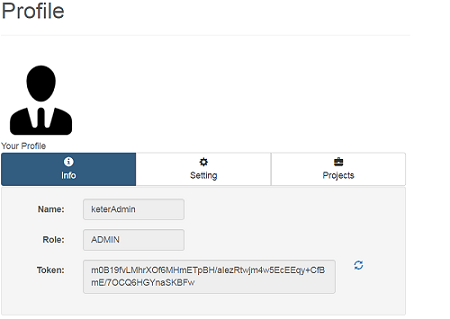 Profile
Your Profile
Info
Setting
Projects
Name:
keterAdmin
Role:
ADMIN
Token:
m0B19fvLMhrXOf6MHmETpBH/alezRtwjm4w5EcEEqy+CfB
mE/7OCQ6HGYnaSKBFw